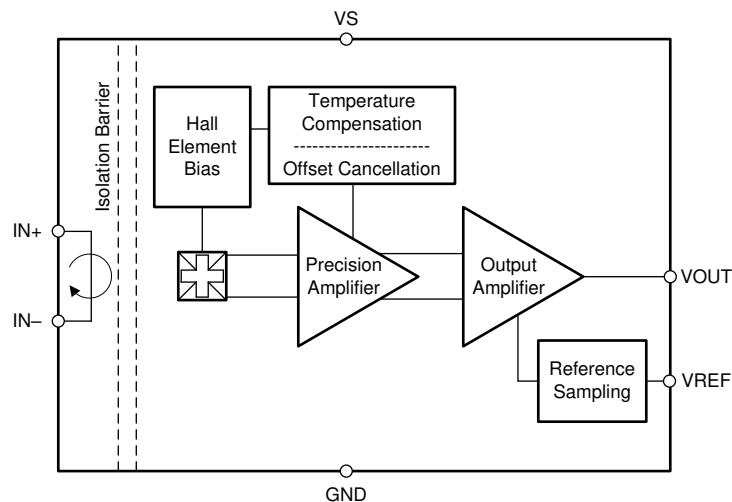 VS
Isolation Barrier
Hall
Element
Bias
Temperature
Compensation
Offset Cancellation
IN+
IN–
Precision
Amplifier
Output
Amplifier
VOUT
Reference
Sampling
VREF
GND